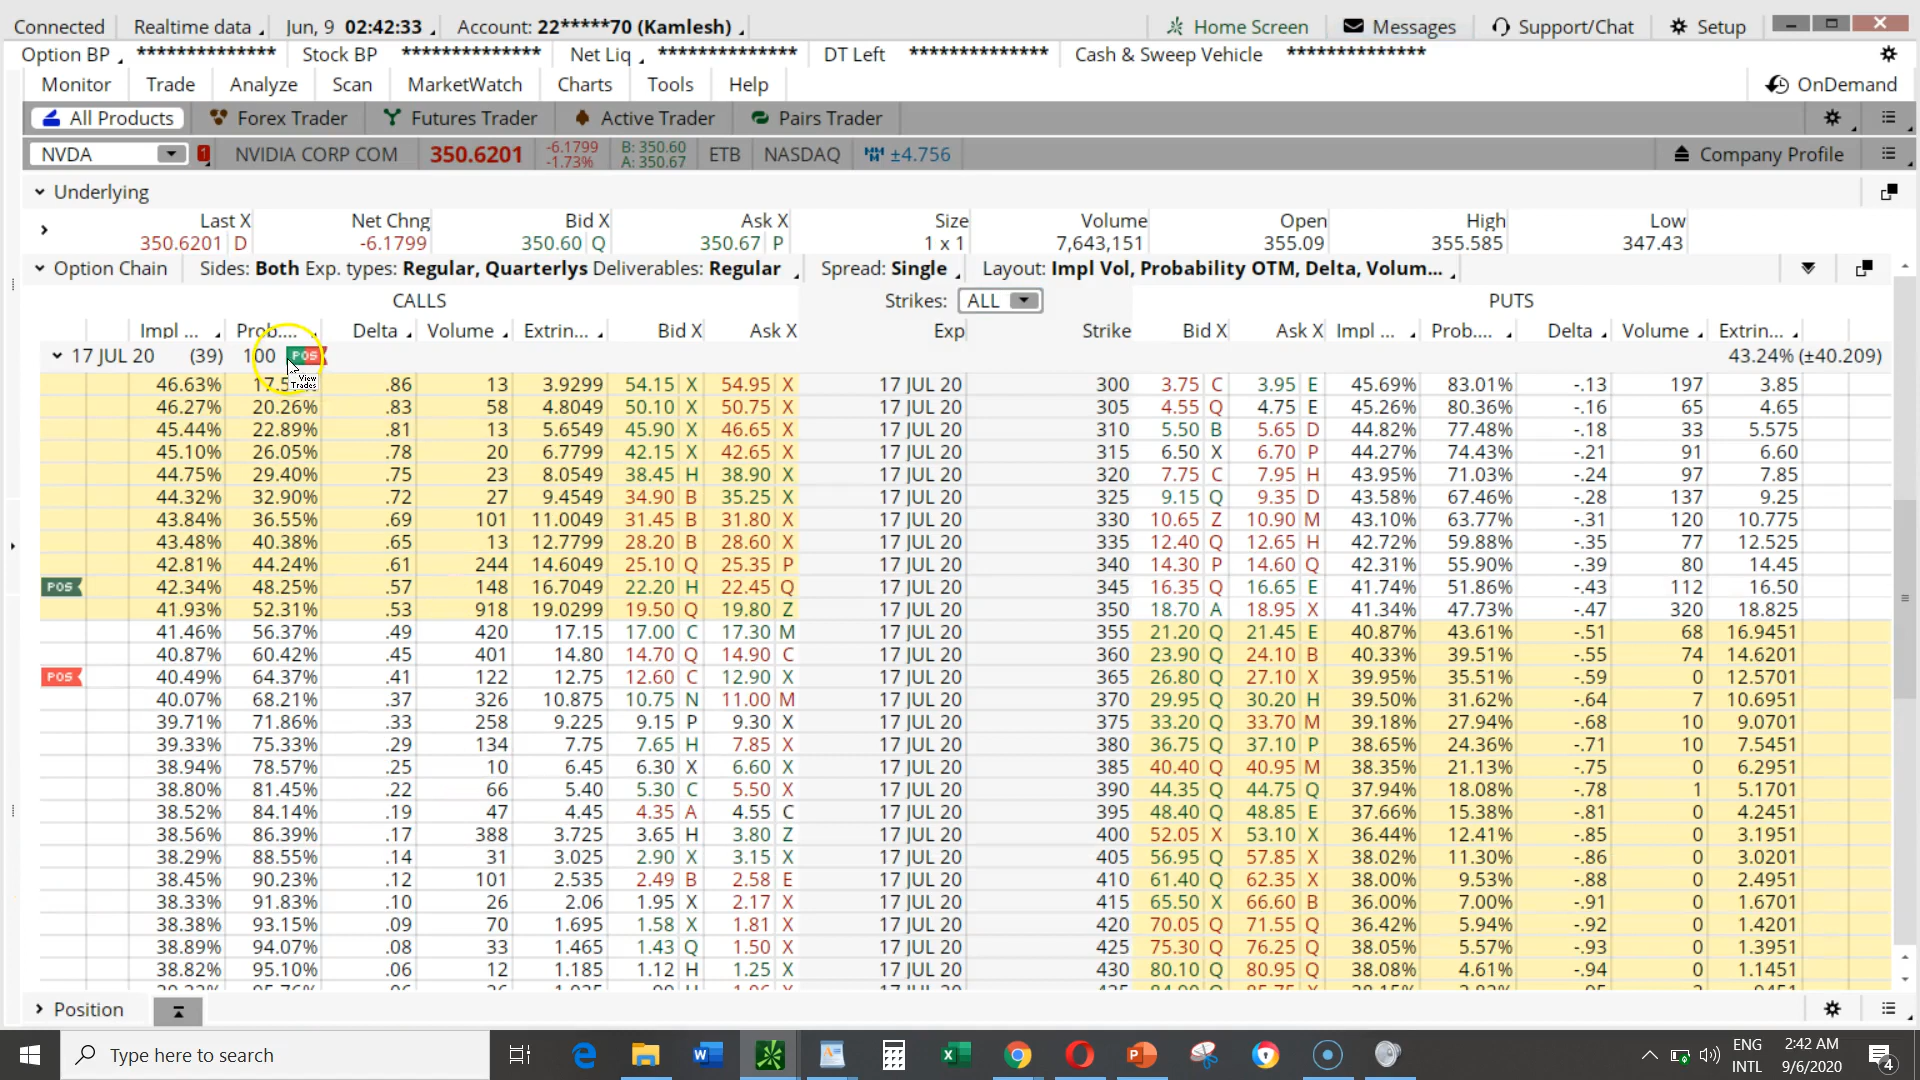 Connected Realtime data Jun, 9 02:42:33 Account: 22*****70 (Kamlesh) Home Screen Messages Support/Chat Setup
Option BP ************** Stock BP ************** Net Liq ************** DT Left ************** Cash & Sweep Vehicle **************
Monitor Trade Analyze Scan MarketWatch Charts Tools Help OnDemand
All Products Forex Trader Futures Trader Active Trader Pairs Trader
NVDA 1 NVIDIA CORP COM 350.6201 -6.1799 -1.73% B: 350.60 A: 350.67 ETB NASDAQ ±4.756 Company Profile
Underlying
Last X Net Chng Bid X Ask X Size Volume Open High Low
350.6201 D -6.1799 350.60 Q 350.67 P 1 x 1 7,643,151 355.09 355.585 347.43
Option Chain Sides: Both Exp. types: Regular, Quarterlys Deliverables: Regular Spread: Single Layout: Impl Vol, Probability OTM, Delta, Volum...
CALLS Strikes: ALL PUTS
Impl ... Prob.... Delta Volume Extrin... Bid X Ask X Exp Strike Bid X Ask X Impl ... Prob.... Delta Volume Extrin...
17 JUL 20 (39) 100 POS 43.24% (±40.209)
View Trades
46.63% .86 13 3.9299 54.15 X 54.95 X 17 JUL 20 300 3.75 C 3.95 E 45.69% 83.01% -.13 197 3.85
46.27% 20.26% .83 58 4.8049 50.10 X 50.75 X 17 JUL 20 305 4.55 Q 4.75 E 45.26% 80.36% -.16 65 4.65
45.44% 22.89% .81 13 5.6549 45.90 X 46.65 X 17 JUL 20 310 5.50 B 5.65 D 44.82% 77.48% -.18 33 5.575
45.10% 26.05% .78 20 6.7799 42.15 X 42.65 X 17 JUL 20 315 6.50 X 6.70 P 44.27% 74.43% -.21 91 6.60
44.75% 29.40% .75 23 8.0549 38.45 H 38.90 X 17 JUL 20 320 7.75 C 7.95 H 43.95% 71.03% -.24 97 7.85
44.32% 32.90% .72 27 9.4549 34.90 B 35.25 X 17 JUL 20 325 9.15 Q 9.35 D 43.58% 67.46% -.28 137 9.25
43.84% 36.55% .69 101 11.0049 31.45 B 31.80 X 17 JUL 20 330 10.65 Z 10.90 M 43.10% 63.77% -.31 120 10.775
43.48% 40.38% .65 13 12.7799 28.20 B 28.60 X 17 JUL 20 335 12.40 Q 12.65 H 42.72% 59.88% -.35 77 12.525
42.81% 44.24% .61 244 14.6049 25.10 Q 25.35 P 17 JUL 20 340 14.30 P 14.60 Q 42.31% 55.90% -.39 80 14.45
POS 42.34% 48.25% .57 148 16.7049 22.20 H 22.45 Q 17 JUL 20 345 16.35 Q 16.65 E 41.74% 51.86% -.43 112 16.50
41.93% 52.31% .53 918 19.0299 19.50 Q 19.80 Z 17 JUL 20 350 18.70 A 18.95 X 41.34% 47.73% -.47 320 18.825
41.46% 56.37% .49 420 17.15 17.00 C 17.30 M 17 JUL 20 355 21.20 Q 21.45 E 40.87% 43.61% -.51 68 16.9451
40.87% 60.42% .45 401 14.80 14.70 Q 14.90 C 17 JUL 20 360 23.90 Q 24.10 B 40.33% 39.51% -.55 74 14.6201
POS 40.49% 64.37% .41 122 12.75 12.60 C 12.90 X 17 JUL 20 365 26.80 Q 27.10 X 39.95% 35.51% -.59 0 12.5701
40.07% 68.21% .37 326 10.875 10.75 N 11.00 M 17 JUL 20 370 29.95 Q 30.20 H 39.50% 31.62% -.64 7 10.6951
39.71% 71.86% .33 258 9.225 9.15 P 9.30 X 17 JUL 20 375 33.20 Q 33.70 M 39.18% 27.94% -.68 10 9.0701
39.33% 75.33% .29 134 7.75 7.65 H 7.85 X 17 JUL 20 380 36.75 Q 37.10 P 38.65% 24.36% -.71 10 7.5451
38.94% 78.57% .25 10 6.45 6.30 X 6.60 X 17 JUL 20 385 40.40 Q 40.95 M 38.35% 21.13% -.75 0 6.2951
38.80% 81.45% .22 66 5.40 5.30 C 5.50 X 17 JUL 20 390 44.35 Q 44.75 Q 37.94% 18.08% -.78 1 5.1701
38.52% 84.14% .19 47 4.45 4.35 A 4.55 C 17 JUL 20 395 48.40 Q 48.85 E 37.66% 15.38% -.81 0 4.2451
38.56% 86.39% .17 388 3.725 3.65 H 3.80 Z 17 JUL 20 400 52.05 X 53.10 X 36.44% 12.41% -.85 0 3.1951
38.29% 88.55% .14 31 3.025 2.90 X 3.15 X 17 JUL 20 405 56.95 Q 57.85 X 38.02% 11.30% -.86 0 3.0201
38.45% 90.23% .12 101 2.535 2.49 B 2.58 E 17 JUL 20 410 61.40 Q 62.35 X 38.00% 9.53% -.88 0 2.4951
38.33% 91.83% .10 26 2.06 1.95 X 2.17 X 17 JUL 20 415 65.50 X 66.60 B 36.00% 7.00% -.91 0 1.6701
38.38% 93.15% .09 70 1.695 1.58 X 1.81 X 17 JUL 20 420 70.05 Q 71.55 Q 36.42% 5.94% -.92 0 1.4201
38.89% 94.07% .08 33 1.465 1.43 Q 1.50 X 17 JUL 20 425 75.30 Q 76.25 Q 38.05% 5.57% -.93 0 1.3951
38.82% 95.10% .06 12 1.185 1.12 H 1.25 X 17 JUL 20 430 80.10 Q 80.95 Q 38.08% 4.61% -.94 0 1.1451
Position
Type here to search ENG INTL 2:42 AM 9/6/2020 4